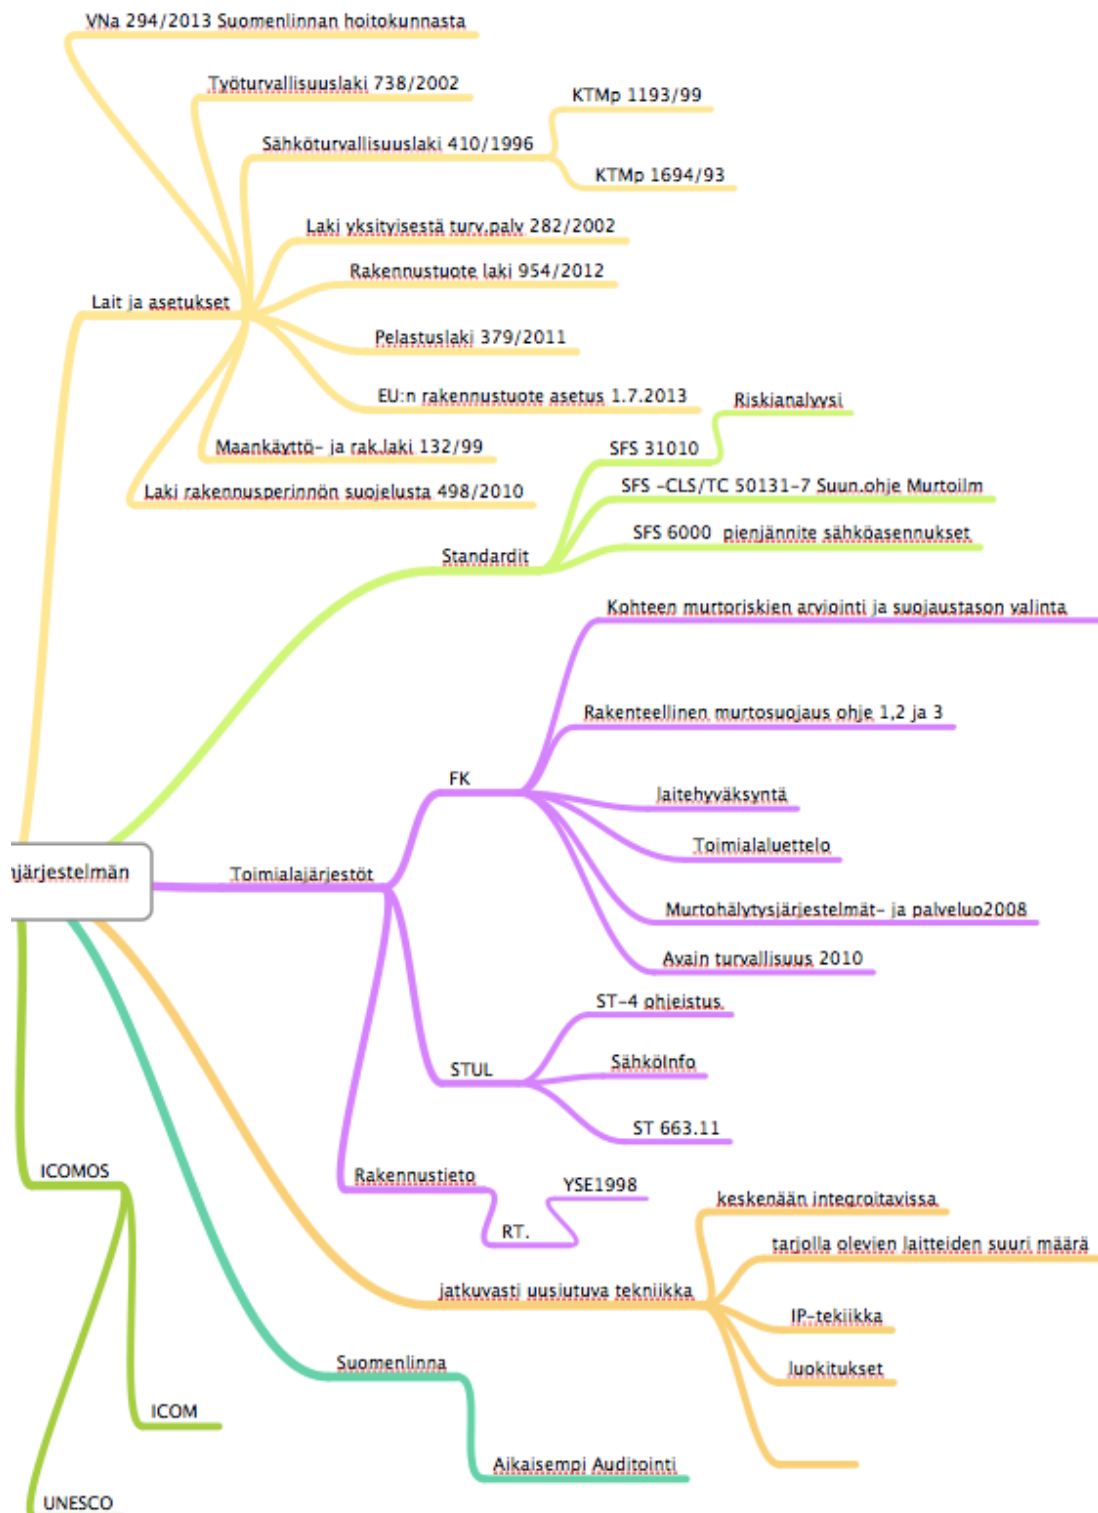 VNa 294/2013 Suomenlinnan hoitokunnasta
Työturvallisuuslaki 738/2002
KTMp 1193/99
Sähköturvallisuuslaki 410/1996
KTMp 1694/93
Laki yksityisestä turv.palv 282/2002
Rakennustuote laki 954/2012
Lait ja asetukset
Pelastuslaki 379/2011
EU:n rakennustuote asetus 1.7.2013
Riskianalyysi
Maankäyttö- ja rak.laki 132/99
SFS 31010
Laki rakennusperinnön suojelusta 498/2010
SFS -CLS/TC 50131-7 Suun.ohje Murtoilm
SFS 6000  pienjännite sähköasennukset
Standardit
Kohteen murtoriskien arviointi ja suojaustason valinta
Rakenteellinen murtosuojaus ohje 1,2 ja 3
FK
laitehyväksyntä
Toimialaluettelo
njärjestelmän
Toimialajärjestöt
Murtohälytysjärjestelmät- ja palveluo2008
Avain turvallisuus 2010
ST-4 ohjeistus
SähköInfo
STUL
ST 663.11
ICOMOS
Rakennustieto
YSE1998
keskenään integroitavissa
RT.
tarjolla olevien laitteiden suuri määrä
jatkuvasti uusiutuva tekniikka
IP-tekiikka
luokitukset
Suomenlinna
ICOM
Aikaisempi Auditointi
UNESCO